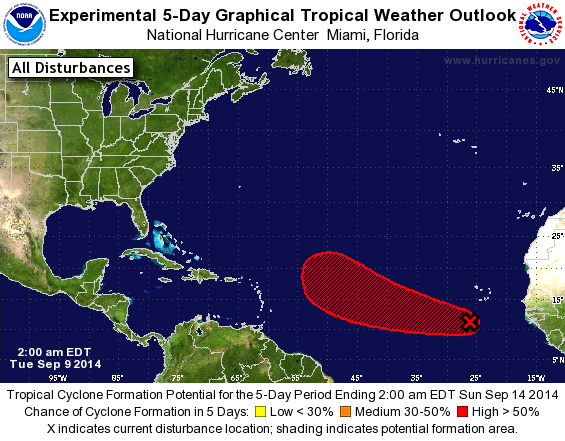 Experimental 5-Day Graphical Tropical Weather Outlook
National Hurricane Center Miami, Florida
NOAA
All Disturbances
www.hurricanes.gov
45°N
35°
25°
15°
5°N
2:00 am EDT
Tue Sep 9 2014
95°W 85° 75° 65° 55° 45° 35° 25°W
Tropical Cyclone Formation Potential for the 5-Day Period Ending 2:00 am EDT Sun Sep 14 2014
Chance of Cyclone Formation in 5 Days: Low < 30% Medium 30-50% High > 50%
X indicates current disturbance location; shading indicates potential formation area.